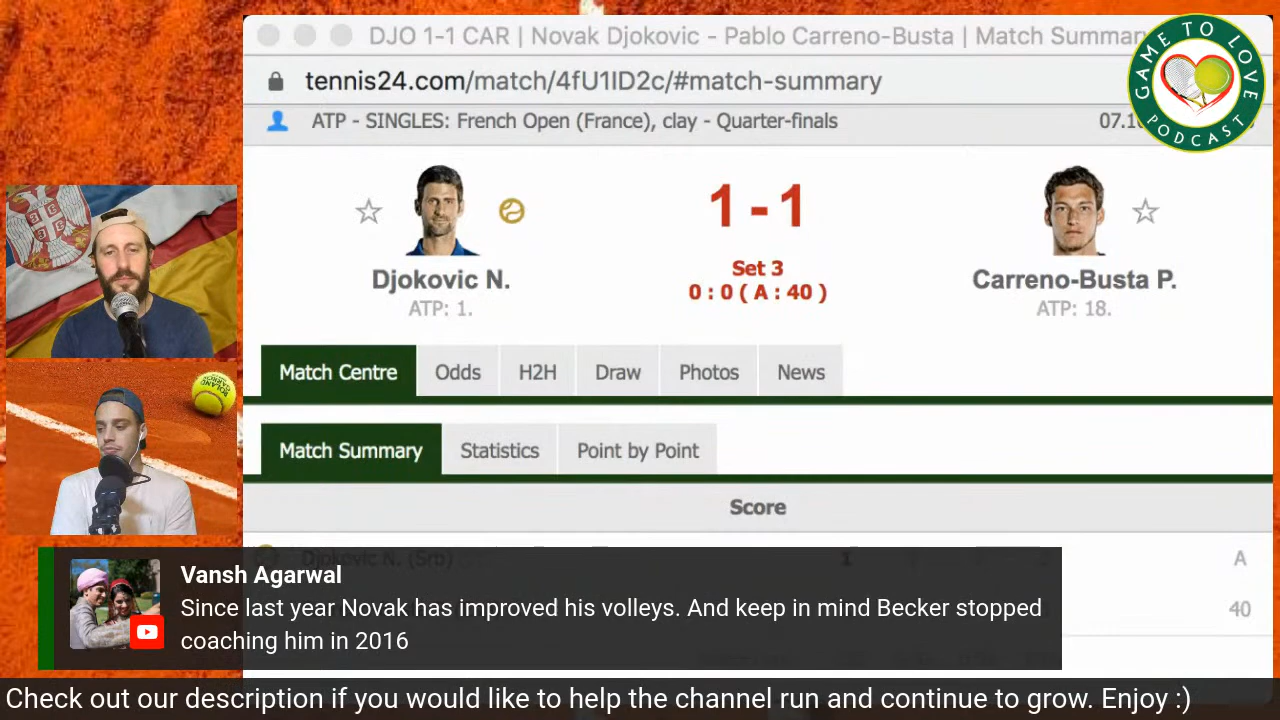 DJO 1-1 CAR | Novak Djokovic - Pablo Carreno-Busta | Match Summary
GAME TO LOVE
PODCAST
tennis24.com/match/4fU1ID2c/#match-summary
ATP - SINGLES: French Open (France), clay - Quarter-finals
1 - 1
Set 3
0 : 0 ( A : 40 )
Djokovic N.
ATP: 1.
Carreno-Busta P.
ATP: 18.
Match Centre Odds H2H Draw Photos News
Match Summary Statistics Point by Point
Score
Djokovic N. (Srb) 1 A
40
Vansh Agarwal
Since last year Novak has improved his volleys. And keep in mind Becker stopped
coaching him in 2016
Check out our description if you would like to help the channel run and continue to grow. Enjoy :)